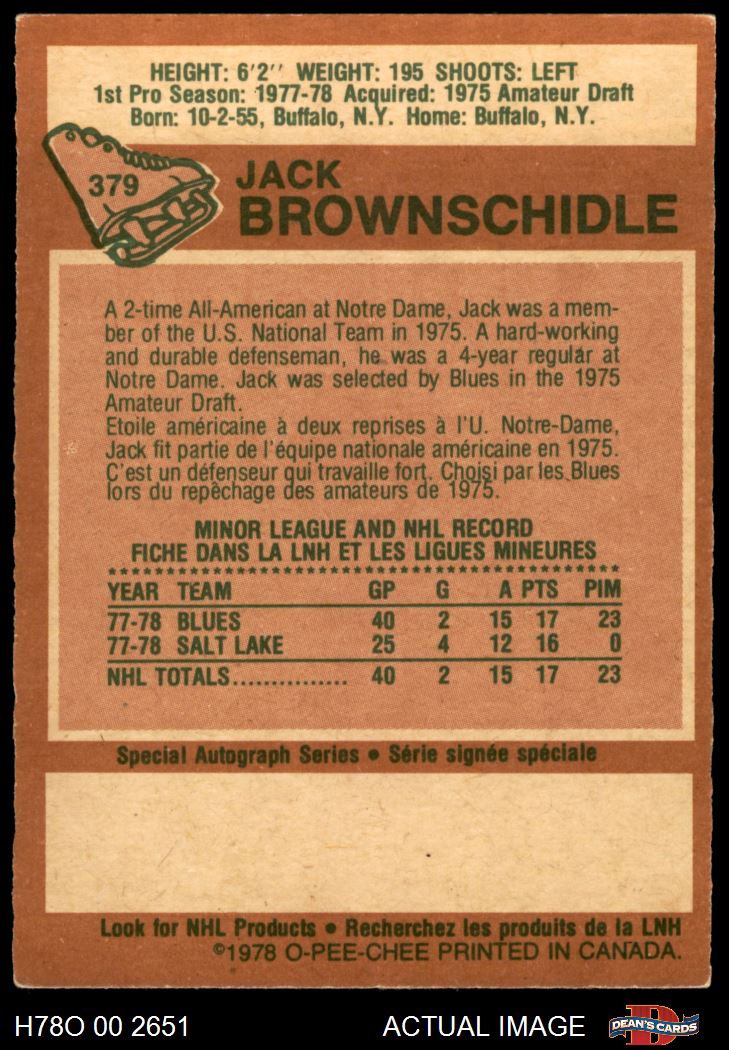 HEIGHT: 6'2'' WEIGHT: 195 SHOOTS: LEFT
1st Pro Season: 1977-78 Acquired: 1975 Amateur Draft
Born: 10-2-55, Buffalo, N.Y. Home: Buffalo, N.Y.
379
JACK
BROWNSCHIDLE
A 2-time All-American at Notre Dame, Jack was a mem-
ber of the U.S. National Team in 1975. A hard-working
and durable defenseman, he was a 4-year regular at
Notre Dame. Jack was selected by Blues in the 1975
Amateur Draft.
Etoile américaine à deux reprises à l'U. Notre-Dame,
Jack fit partie de l'équipe nationale américaine en 1975.
C'est un défenseur qui travaille fort. Choisi par les Blues
lors du repêchage des amateurs de 1975.
MINOR LEAGUE AND NHL RECORD
FICHE DANS LA LNH ET LES LIGUES MINEURES
YEAR TEAM GP G A PTS PIM
77-78 BLUES 40 2 15 17 23
77-78 SALT LAKE 25 4 12 16 0
NHL TOTALS............... 40 2 15 17 23
Special Autograph Series • Série signée spéciale
Look for NHL Products • Recherchez les produits de la LNH
©1978 O-PEE-CHEE PRINTED IN CANADA.
H78O 00 2651 ACTUAL IMAGE D DEAN'S CARDS